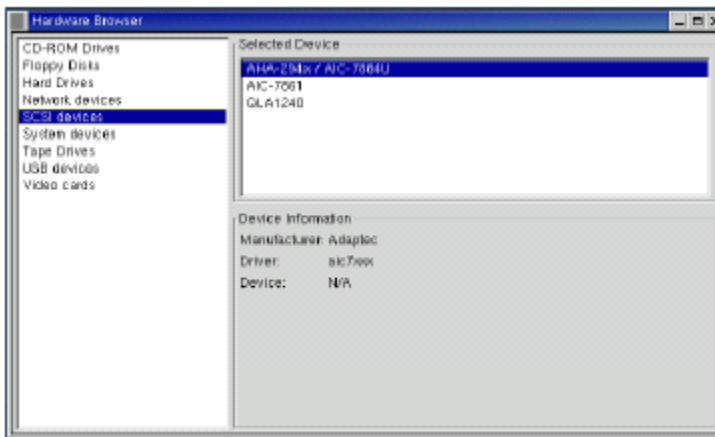 Hardware Browser
CD-ROM Drives
Floppy Disks
Hard Drives
Network devices
SCSI devices
System devices
Tape Drives
USB devices
Video cards
Selected Device
AHA-294x / AIC-7884U
AIC-7861
QLA1240
Device Information
Manufacturer: Adaptec
Driver: aic7xxx
Device: N/A